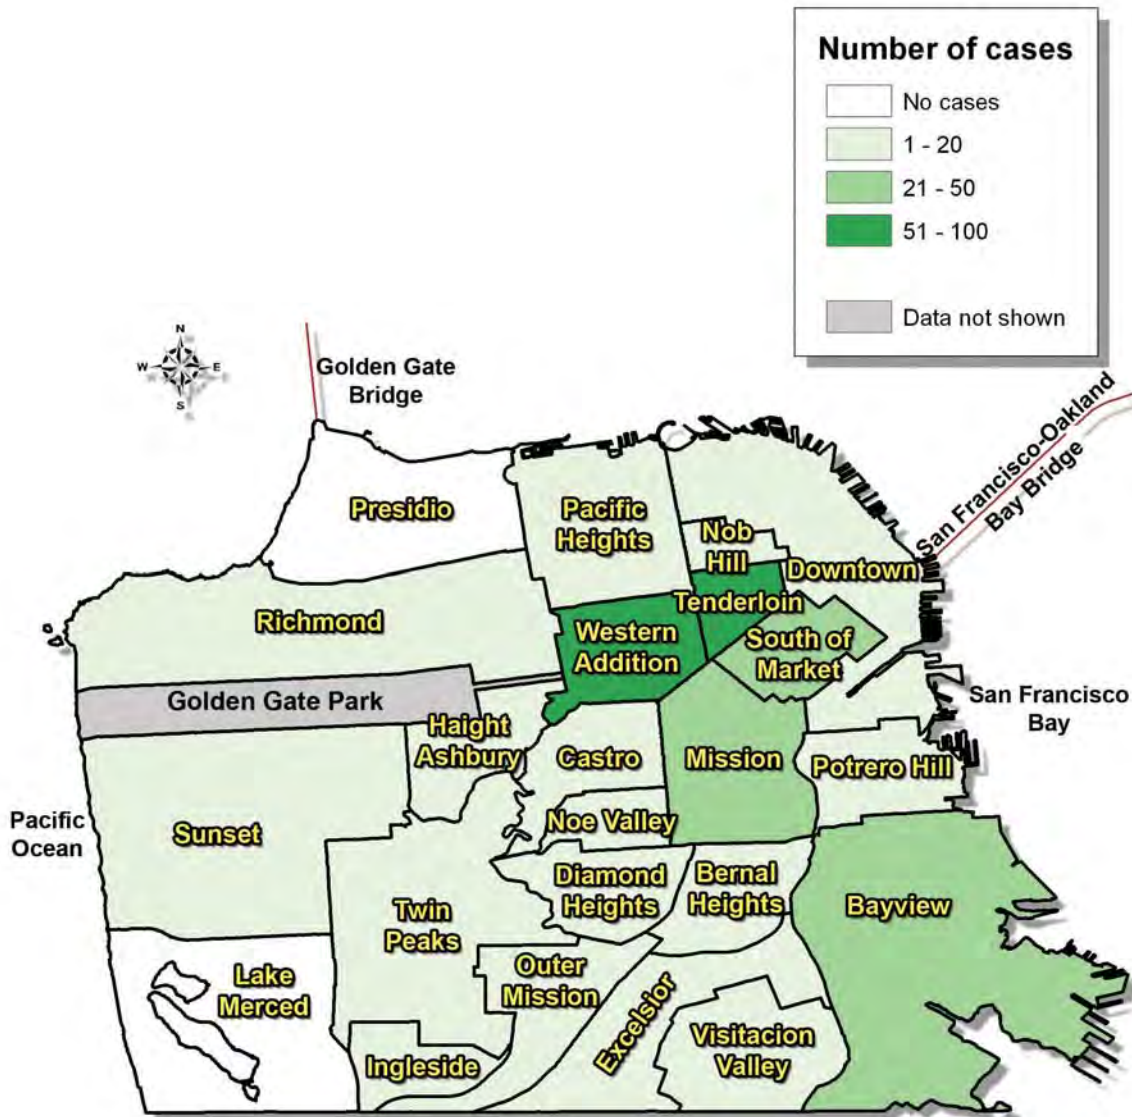 Number of cases
No cases
1 - 20
21 - 50
51 - 100
Data not shown
N
W E
S
Golden Gate
Bridge
San Francisco-Oakland
Bay Bridge
Presidio
Pacific
Heights
Nob
Hill
Downtown
Richmond
Tenderloin
Western
Addition
South of
Market
Golden Gate Park
San Francisco
Bay
Haight
Ashbury
Castro
Mission
Potrero Hill
Pacific
Ocean
Sunset
Noe Valley
Diamond
Heights
Bernal
Heights
Bayview
Twin
Peaks
Lake
Merced
Outer
Mission
Excelsior
Visitacion
Valley
Ingleside